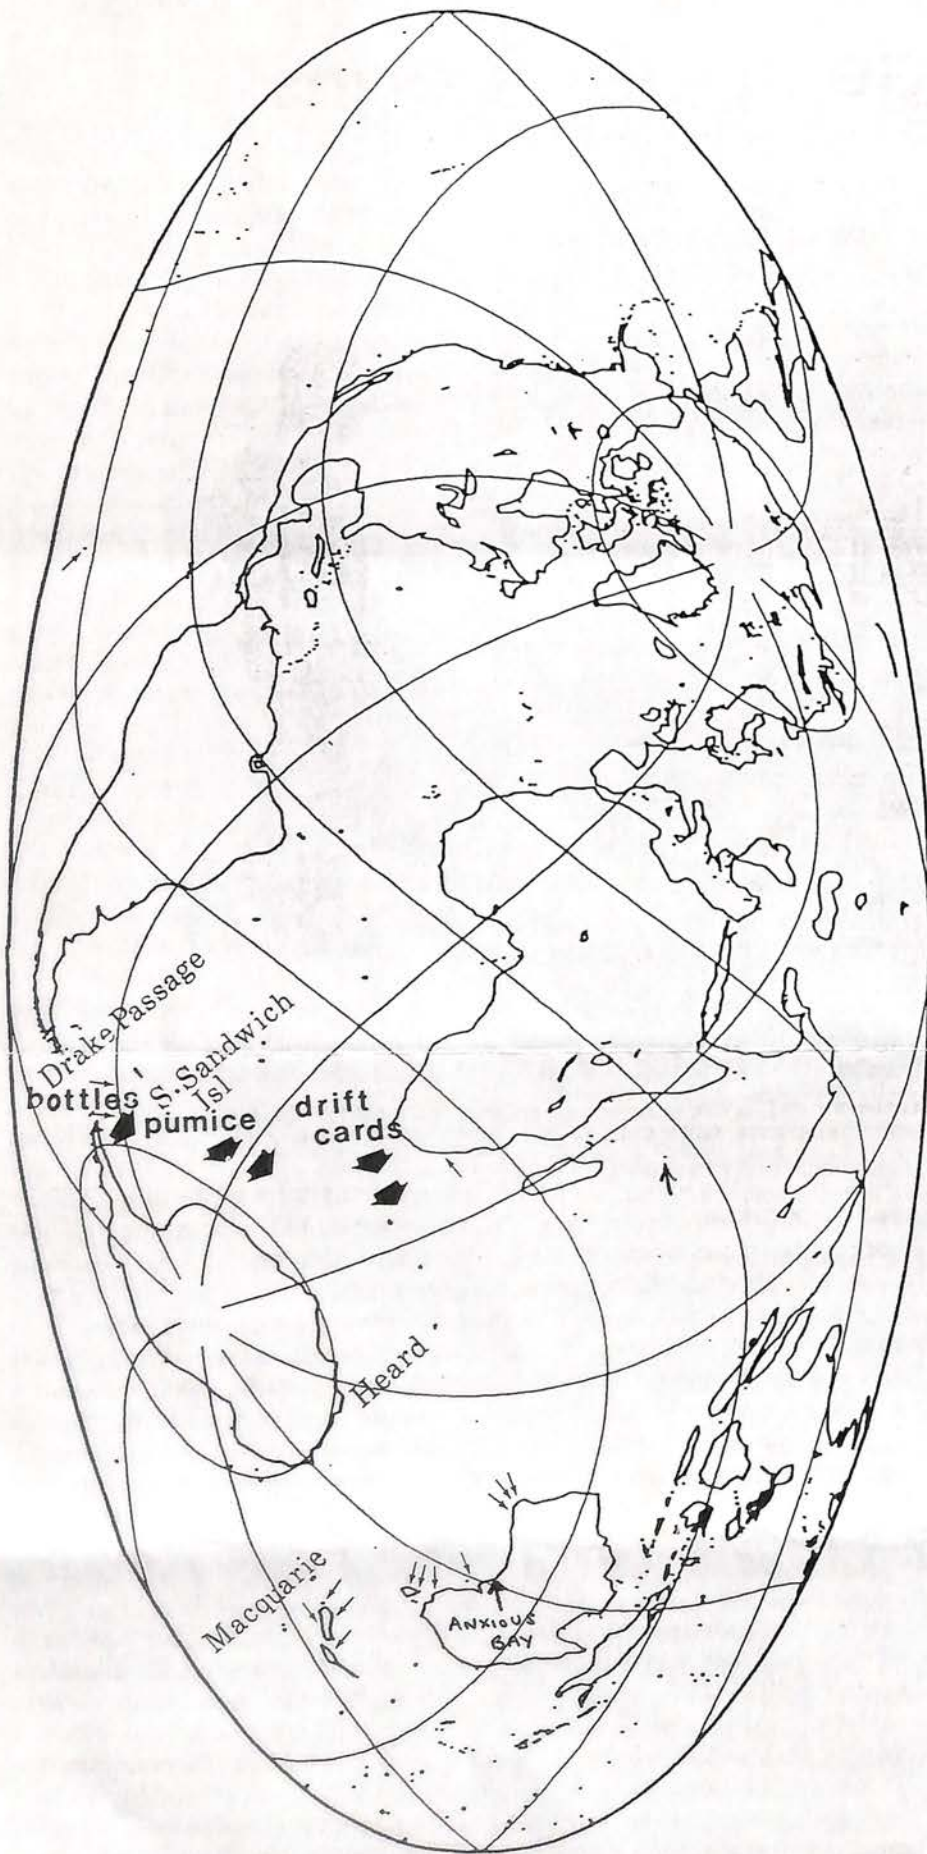 Drake Passage
S. Sandwich
Isl
bottles
pumice
drift
cards
Heard
Macquarie
ANXIOUS
BAY